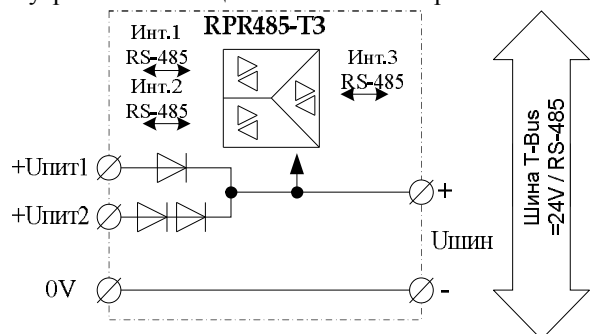 RPR485-T3
Инт.1
RS-485
Инт.2
RS-485
Инт.3
RS-485
+Uпит1
+Uпит2
0V
+
Uшин
-
Шина T-Bus
=24V / RS-485